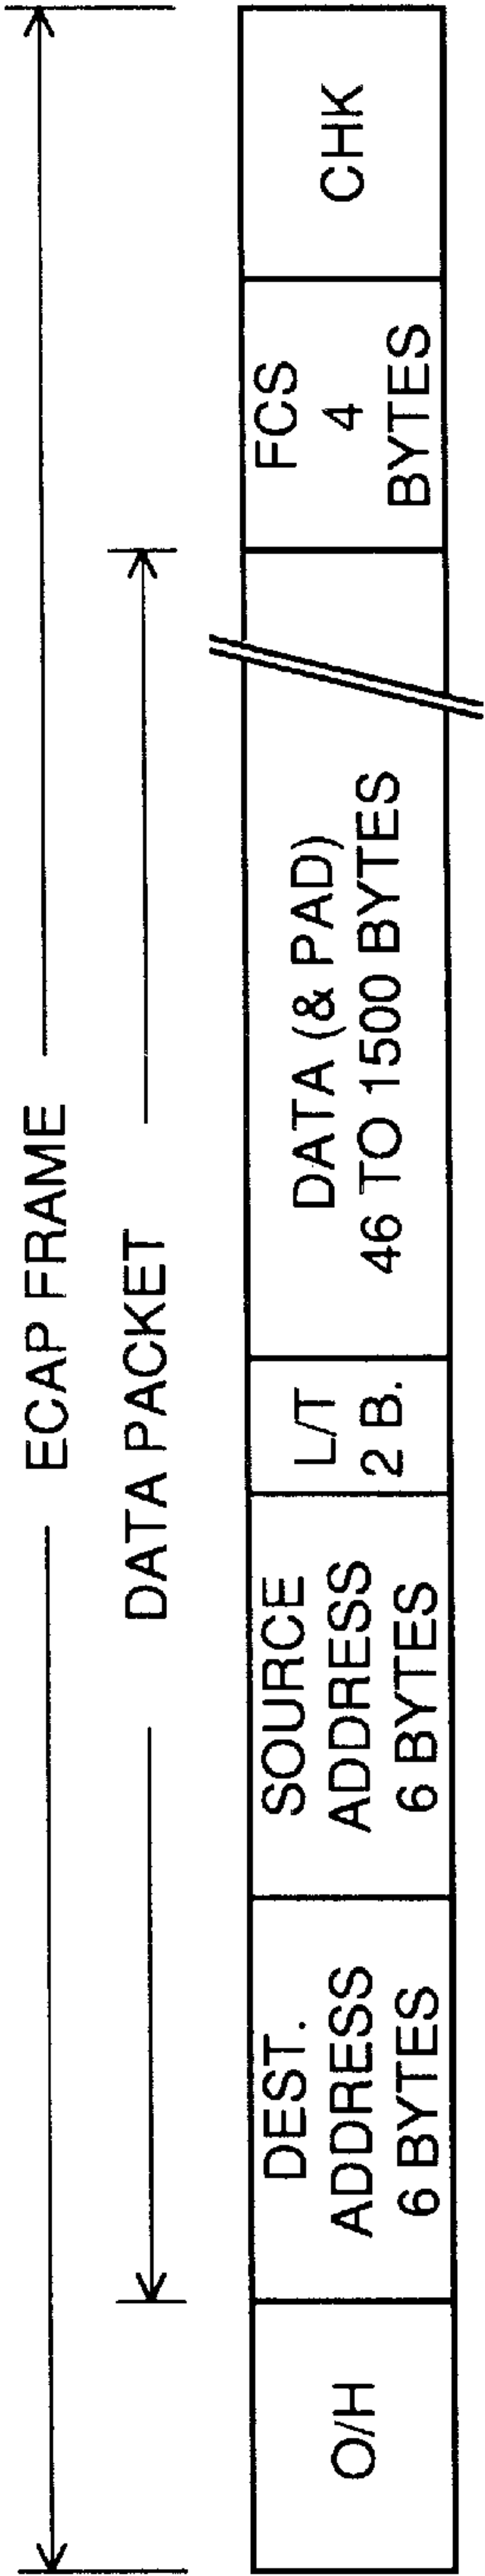 ECAP FRAME
DATA PACKET
O/H
DEST.
ADDRESS
6 BYTES
SOURCE
ADDRESS
6 BYTES
L/T
2 B.
DATA (& PAD)
46 TO 1500 BYTES
FCS
4
BYTES
CHK